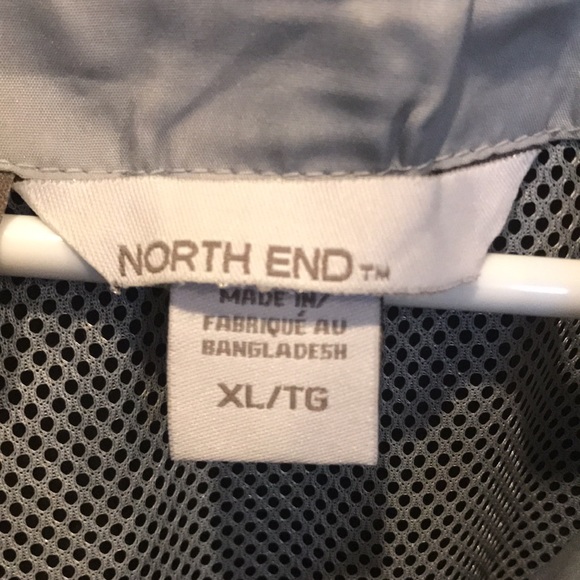 NORTH END™
MADE IN/
FABRIQUÉ AU
BANGLADESH
XL/TG